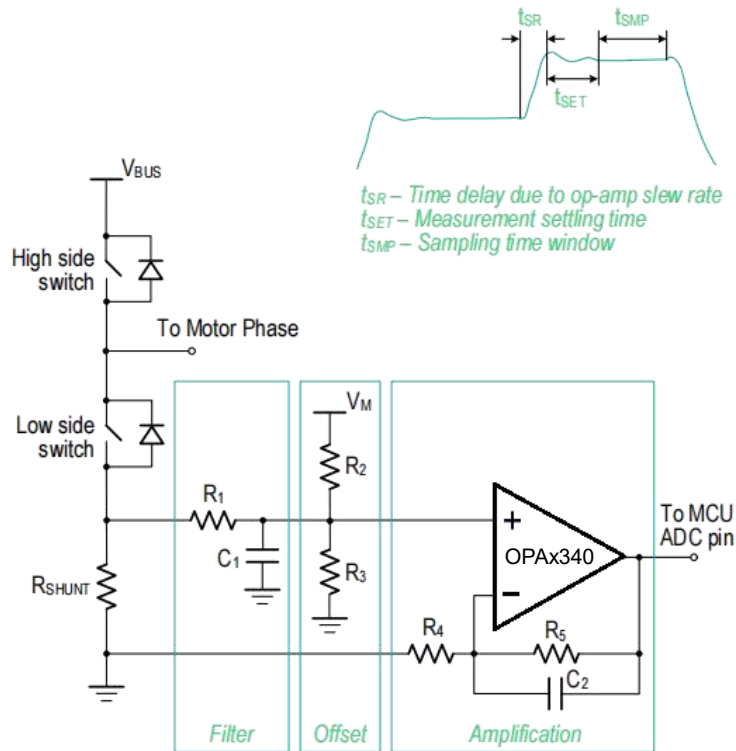 tSR
tSMP
tSET
tSR – Time delay due to op-amp slew rate
tSET – Measurement settling time
tSMP – Sampling time window
VBUS
High side
switch
To Motor Phase
Low side
switch
VM
R2
R1
C1
R3
RSHUNT
+
OPAx340
−
To MCU
ADC pin
R4
R5
C2
Filter
Offset
Amplification